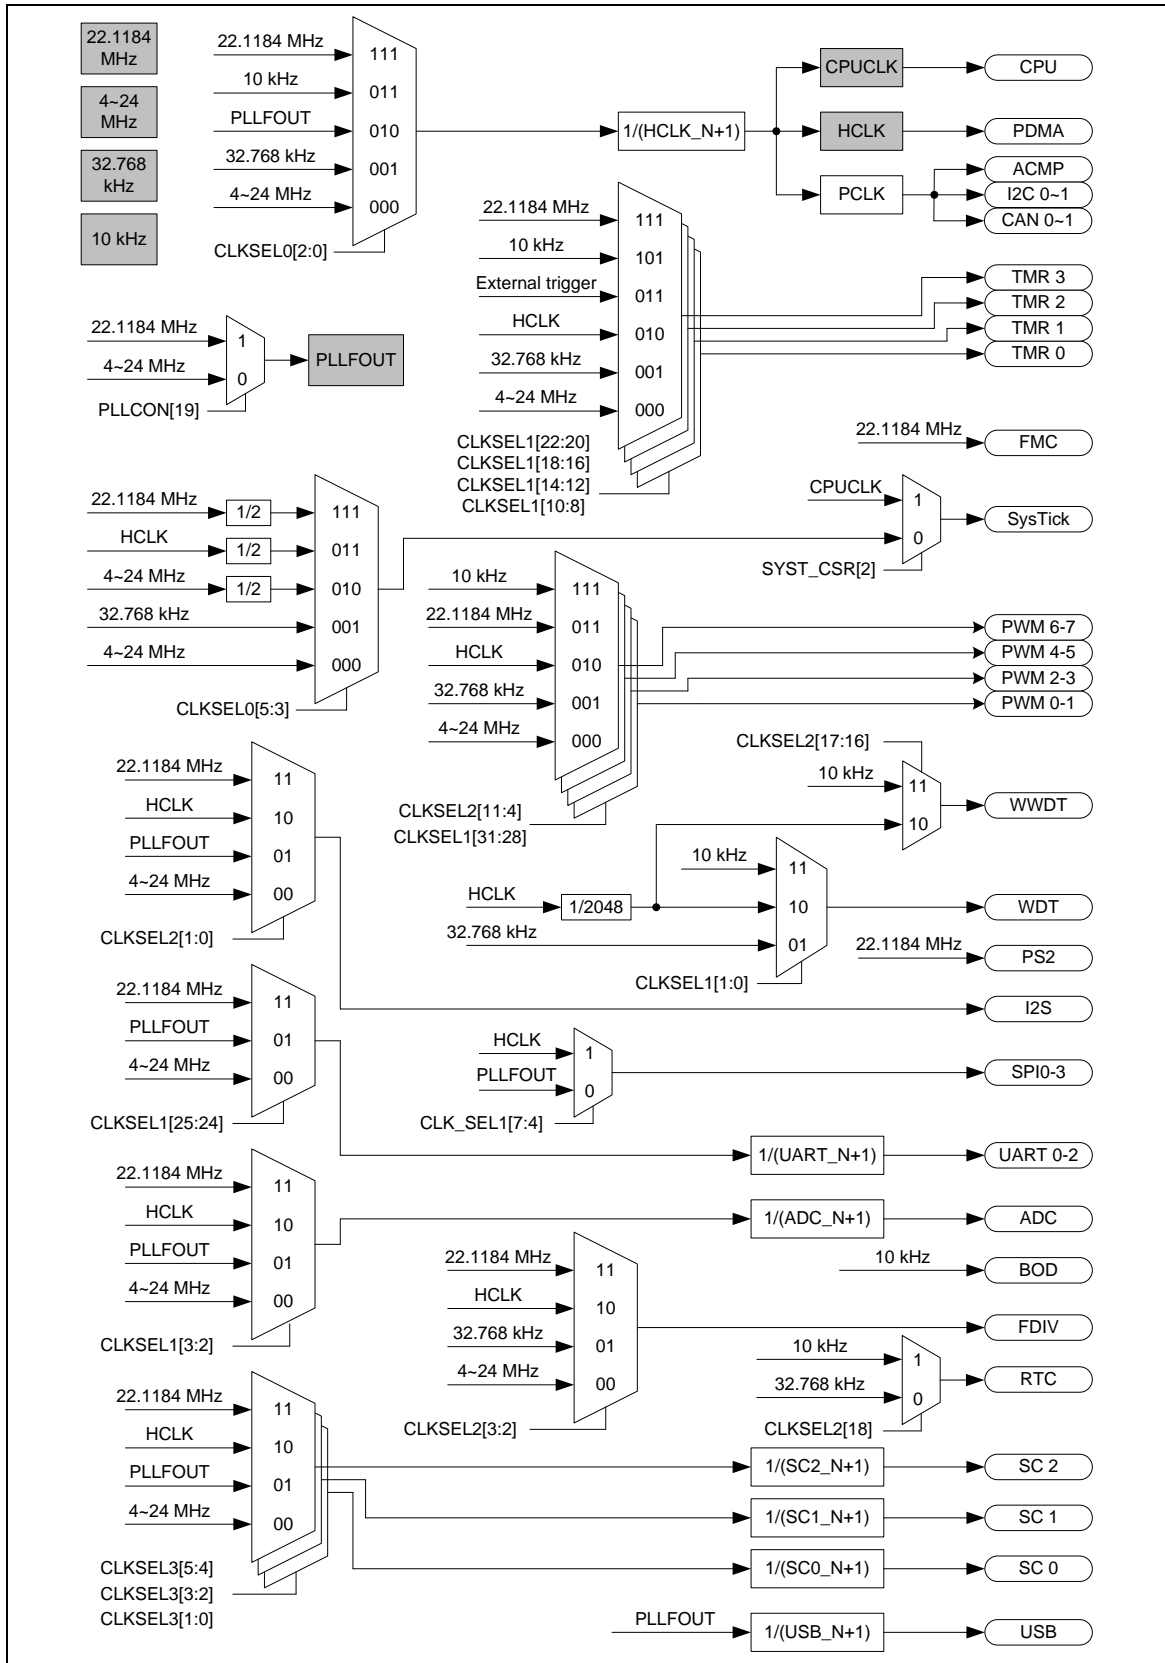 22.1184
MHz
4~24
MHz
32.768
kHz
10 kHz
22.1184 MHz
111
10 kHz
011
PLLFOUT
010
32.768 kHz
001
4~24 MHz
000
CLKSEL0[2:0]
1/(HCLK_N+1)
CPUCLK
CPU
HCLK
PDMA
PCLK
ACMP
I2C 0~1
CAN 0~1
22.1184 MHz
111
10 kHz
101
External trigger
011
HCLK
010
32.768 kHz
001
4~24 MHz
000
CLKSEL1[22:20]
CLKSEL1[18:16]
CLKSEL1[14:12]
CLKSEL1[10:8]
TMR 3
TMR 2
TMR 1
TMR 0
22.1184 MHz
1
4~24 MHz
0
PLLCON[19]
PLLFOUT
22.1184 MHz
FMC
22.1184 MHz
1/2
111
HCLK
1/2
011
4~24 MHz
1/2
010
32.768 kHz
001
4~24 MHz
000
CLKSEL0[5:3]
CPUCLK
1
0
SYST_CSR[2]
SysTick
10 kHz
111
22.1184 MHz
011
HCLK
010
32.768 kHz
001
4~24 MHz
000
CLKSEL2[11:4]
CLKSEL1[31:28]
PWM 6-7
PWM 4-5
PWM 2-3
PWM 0-1
CLKSEL2[17:16]
10 kHz
11
10
WWDT
22.1184 MHz
11
HCLK
10
PLLFOUT
01
4~24 MHz
00
CLKSEL2[1:0]
10 kHz
11
HCLK
1/2048
10
32.768 kHz
01
CLKSEL1[1:0]
WDT
22.1184 MHz
PS2
I2S
22.1184 MHz
11
PLLFOUT
01
4~24 MHz
00
CLKSEL1[25:24]
HCLK
1
PLLFOUT
0
CLK_SEL1[7:4]
SPI0-3
1/(UART_N+1)
UART 0-2
22.1184 MHz
11
HCLK
10
PLLFOUT
01
4~24 MHz
00
CLKSEL1[3:2]
1/(ADC_N+1)
ADC
10 kHz
BOD
22.1184 MHz
11
HCLK
10
32.768 kHz
01
4~24 MHz
00
CLKSEL2[3:2]
FDIV
10 kHz
1
32.768 kHz
0
CLKSEL2[18]
RTC
22.1184 MHz
11
HCLK
10
PLLFOUT
01
4~24 MHz
00
CLKSEL3[5:4]
CLKSEL3[3:2]
CLKSEL3[1:0]
1/(SC2_N+1)
SC 2
1/(SC1_N+1)
SC 1
1/(SC0_N+1)
SC 0
PLLFOUT
1/(USB_N+1)
USB